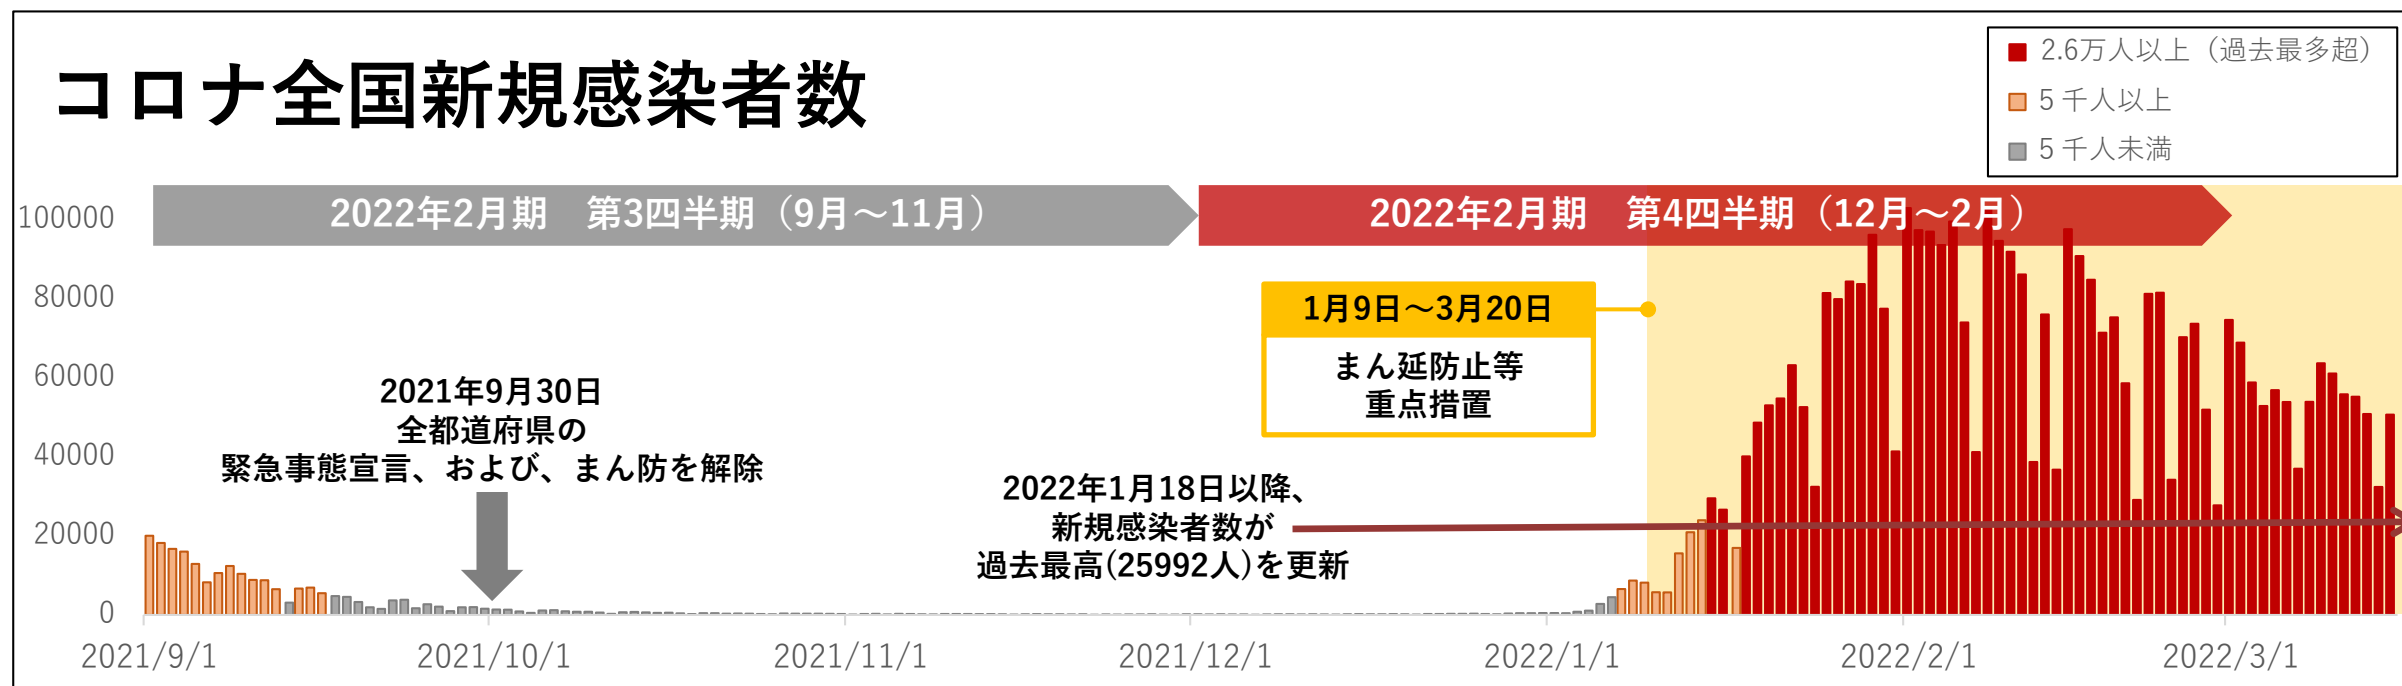 コロナ全国新規感染者数
2.6万人以上（過去最多超）
５千人以上
５千人未満
2022年2月期　第3四半期（9月～11月）
2022年2月期　第4四半期（12月～2月）
100000
80000
60000
40000
20000
0
1月9日～3月20日
まん延防止等
重点措置
2021年9月30日
全都道府県の
緊急事態宣言、および、まん防を解除
2022年1月18日以降、
新規感染者数が
過去最高(25992人)を更新
2021/9/1
2021/10/1
2021/11/1
2021/12/1
2022/1/1
2022/2/1
2022/3/1